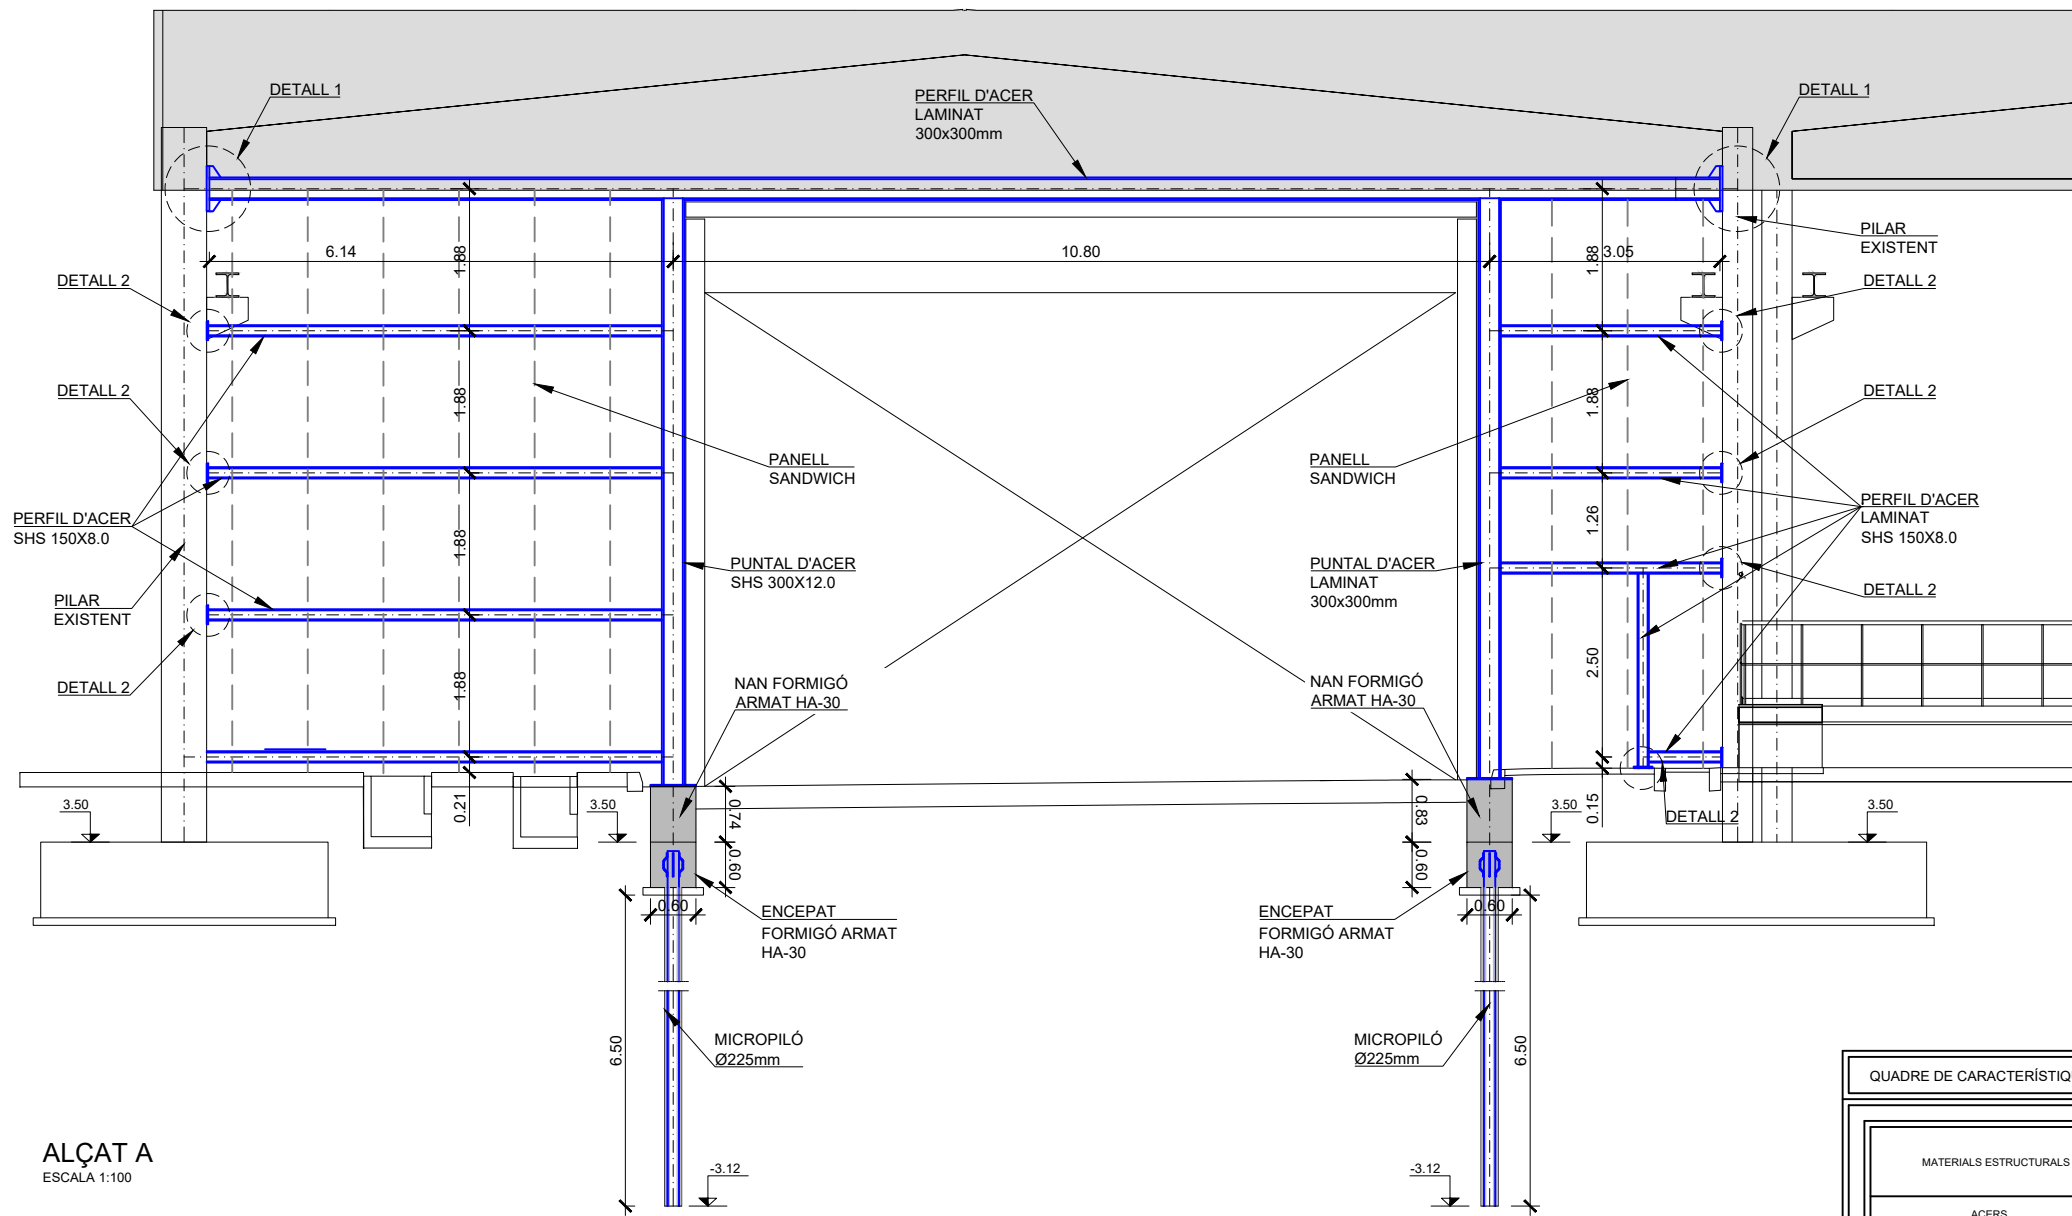 DETALL 1
PERFIL D'ACER
LAMINAT
300x300mm
DETALL 1
PILAR
EXISTENT
6.14
1.88
10.80
1.88
3.05
DETALL 2
DETALL 2
DETALL 2
1.88
1.88
DETALL 2
PANELL
SANDWICH
PANELL
SANDWICH
PERFIL D'ACER
SHS 150X8.0
1.88
1.26
PERFIL D'ACER
LAMINAT
SHS 150X8.0
PUNTAL D'ACER
SHS 300X12.0
PUNTAL D'ACER
LAMINAT
300x300mm
DETALL 2
PILAR
EXISTENT
DETALL 2
1.88
NAN FORMIGÓ
ARMAT HA-30
NAN FORMIGÓ
ARMAT HA-30
2.50
3.50
0.21
3.50
0.74
0.83
3.50
0.15
DETALL 2
3.50
0.60
0.60
0.60
0.60
ENCEPAT
FORMIGÓ ARMAT
HA-30
ENCEPAT
FORMIGÓ ARMAT
HA-30
6.50
MICROPILÓ
Ø225mm
MICROPILÓ
Ø225mm
6.50
QUADRE DE CARACTERÍSTIQ
ALÇAT A
ESCALA 1:100
-3.12
-3.12
MATERIALS ESTRUCTURALS
ACERS